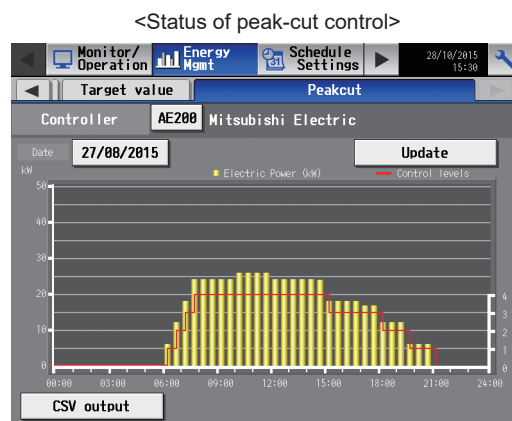 <Status of peak-cut control>
Monitor/ Operation
Energy Mgmt
Schedule Settings
28/10/2015 15:30
Target value
Peakcut
Controller AE200 Mitsubishi Electric
Date 27/08/2015 Update
kW Electric Power (kW) Control levels
50
40
30
20 4
3
10 2
1
0 0
00:00 03:00 06:00 09:00 12:00 15:00 18:00 21:00 24:00
CSV output